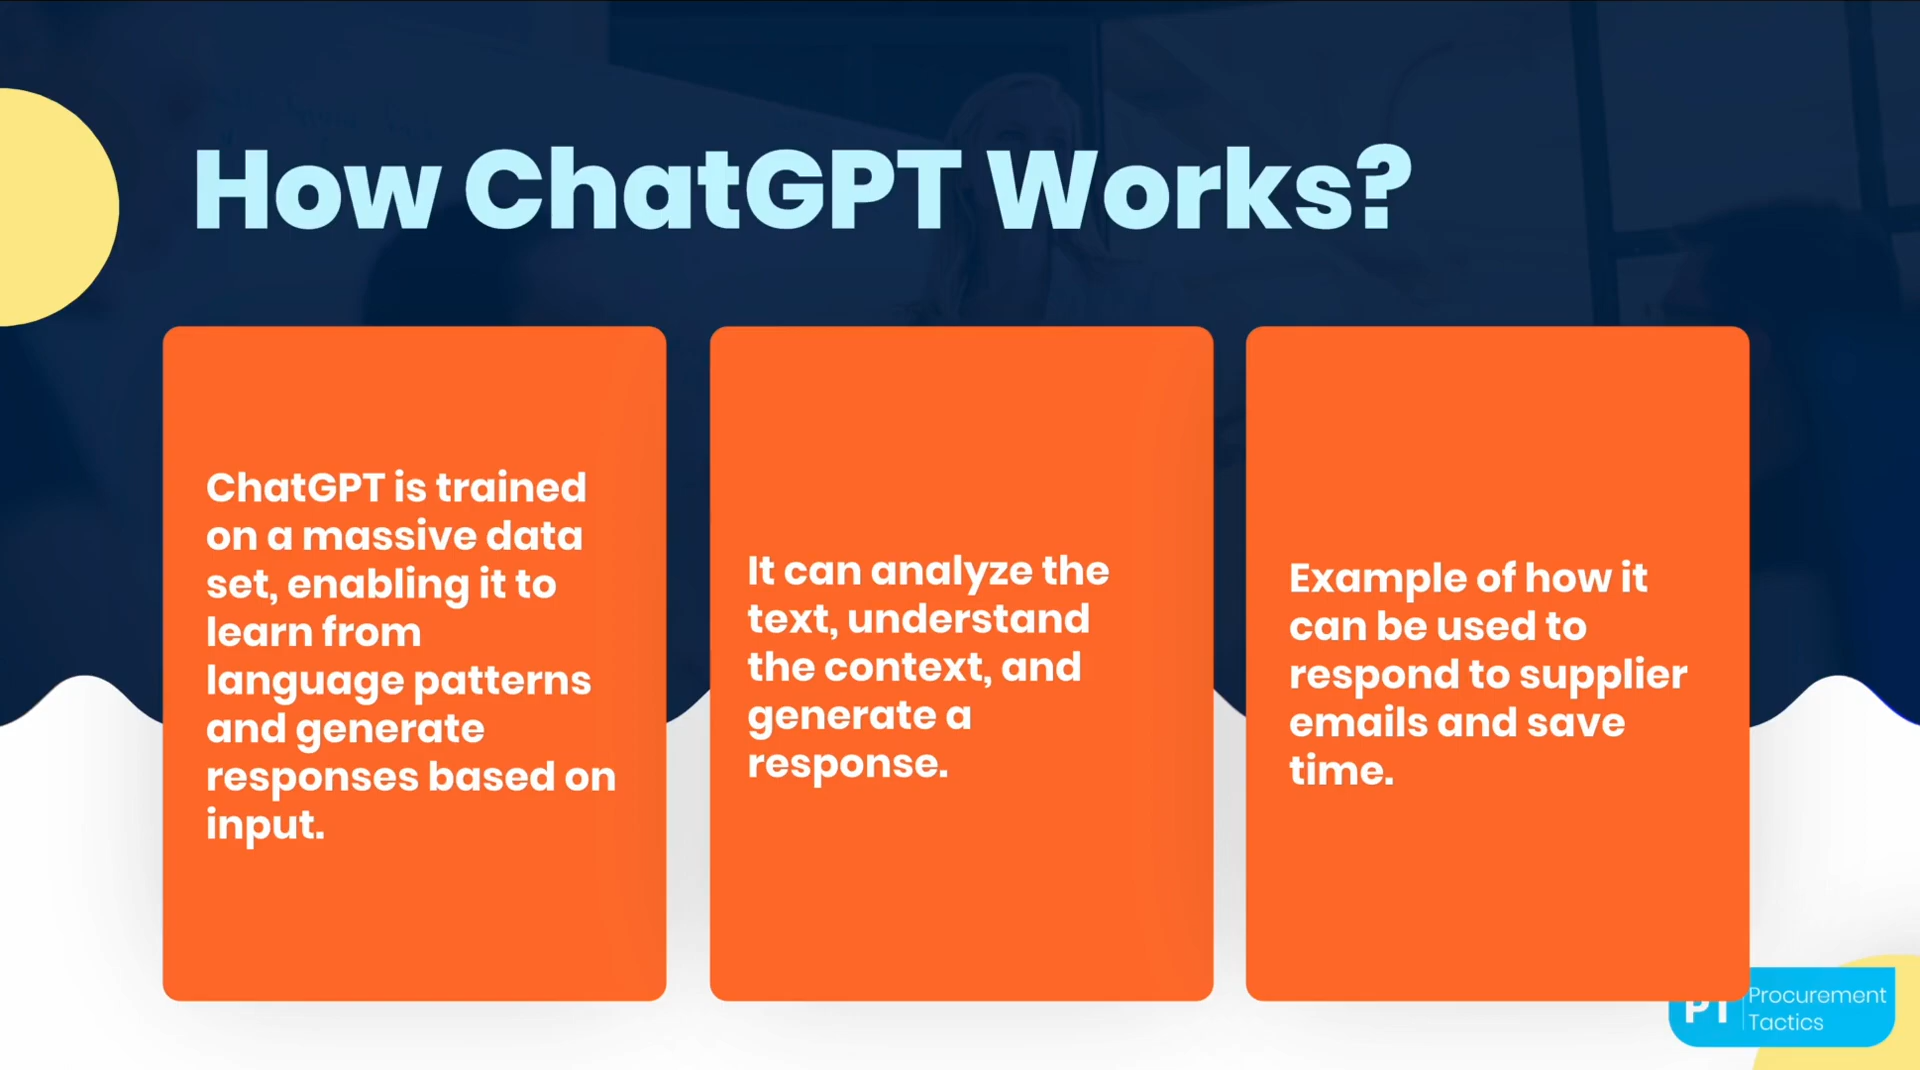 How ChatGPT Works?
ChatGPT is trained
on a massive data
set, enabling it to
learn from
language patterns
and generate
responses based on
input.
It can analyze the
text, understand
the context, and
generate a
response.
Example of how it
can be used to
respond to supplier
emails and save
time.
PT
Procurement
Tactics